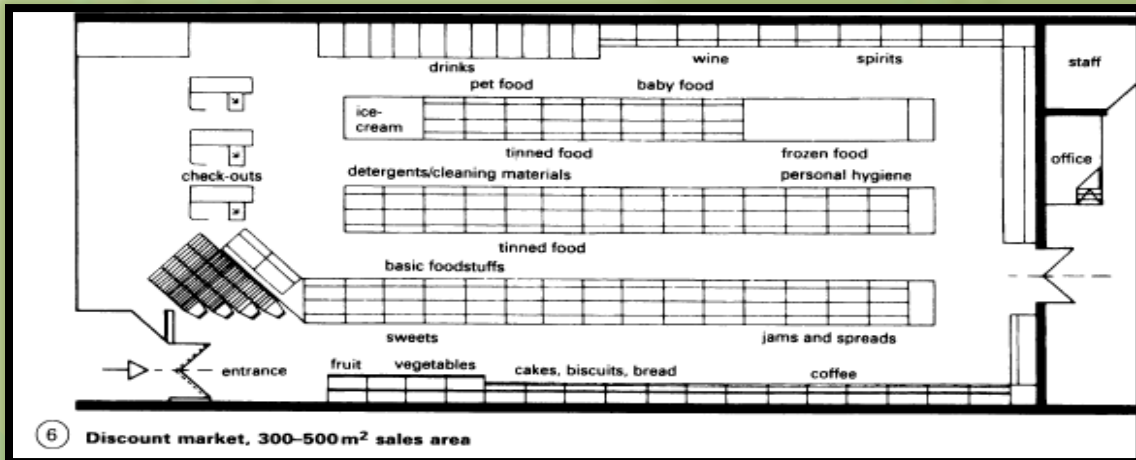 drinks
wine
spirits
staff
pet food
baby food
ice-
cream
tinned food
frozen food
office
check-outs
detergents/cleaning materials
personal hygiene
tinned food
basic foodstuffs
sweets
jams and spreads
entrance
fruit
vegetables
cakes, biscuits, bread
coffee
6 Discount market, 300–500 m² sales area